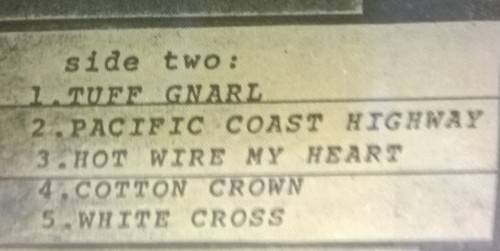 side two:
1.TUFF GNARL
2.PACIFIC COAST HIGHWAY
3.HOT WIRE MY HEART
4.COTTON CROWN
5.WHITE CROSS